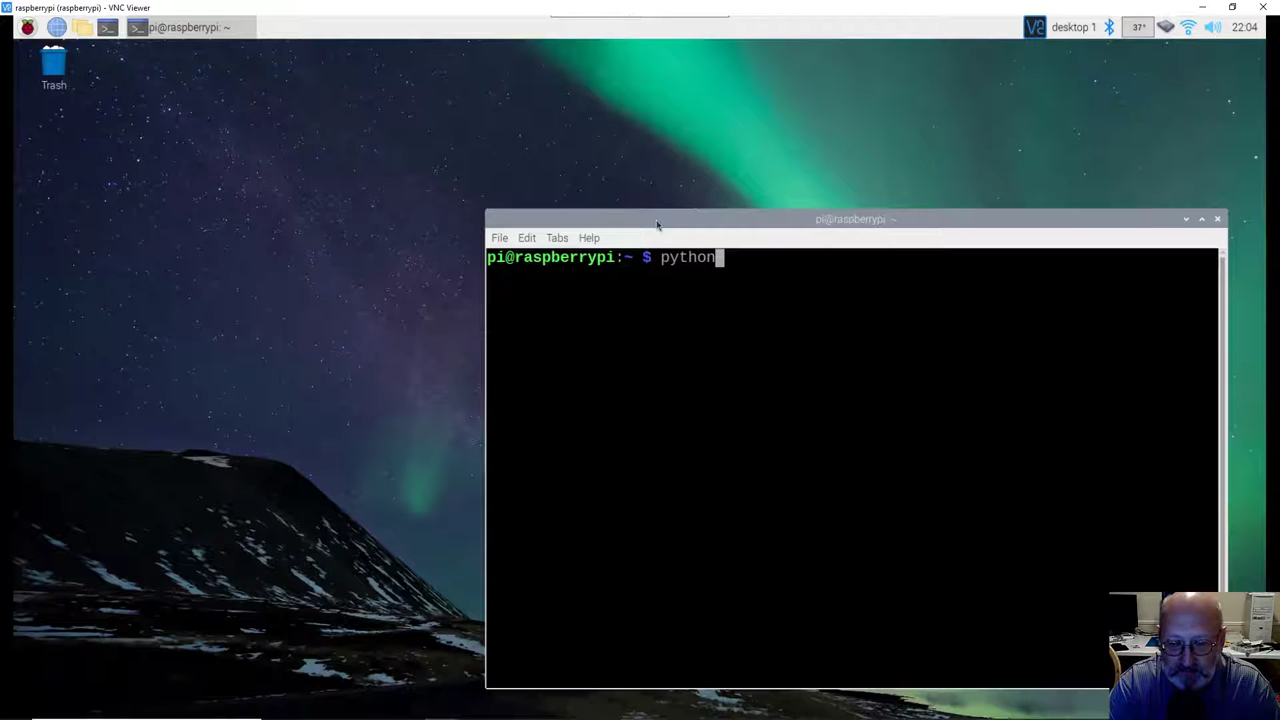 raspberrypi (raspberrypi) - VNC Viewer
pi@raspberrypi: ~
desktop 1
37°
22:04
Trash
pi@raspberrypi: ~
File Edit Tabs Help
pi@raspberrypi:~ $ python